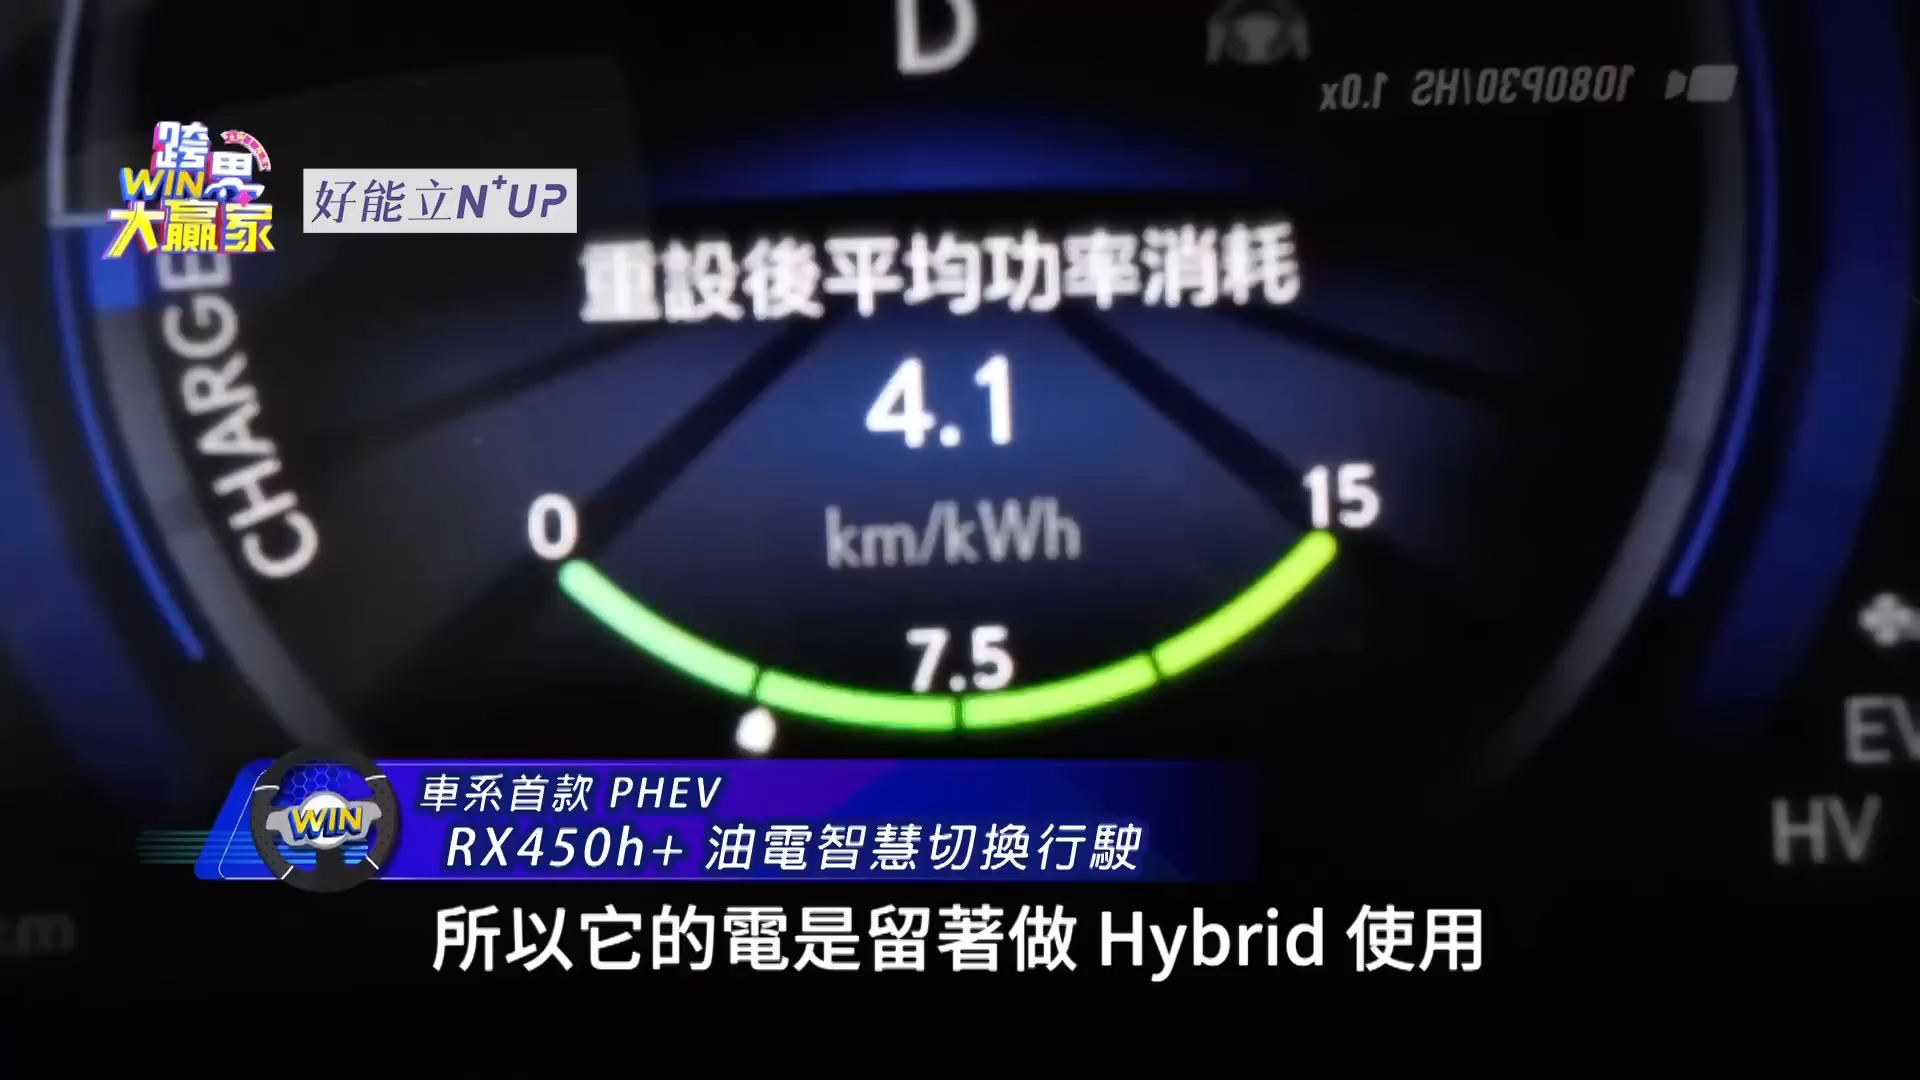 D
1080P30/HS 1.0x
跨界
WIN
大贏家
好能立N+UP
CHARGE
重設後平均功率消耗
4.1
km/kWh
0
15
7.5
EV
HV
cm
WIN
車系首款 PHEV
RX450h+ 油電智慧切換行駛
所以它的電是留著做 Hybrid 使用